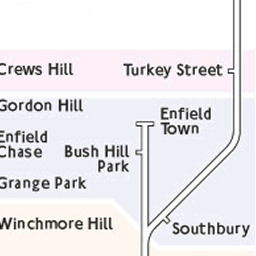 Crews Hill
Turkey Street
Gordon Hill
Enfield
Town
Enfield
Chase
Bush Hill
Park
Grange Park
Winchmore Hill
Southbury